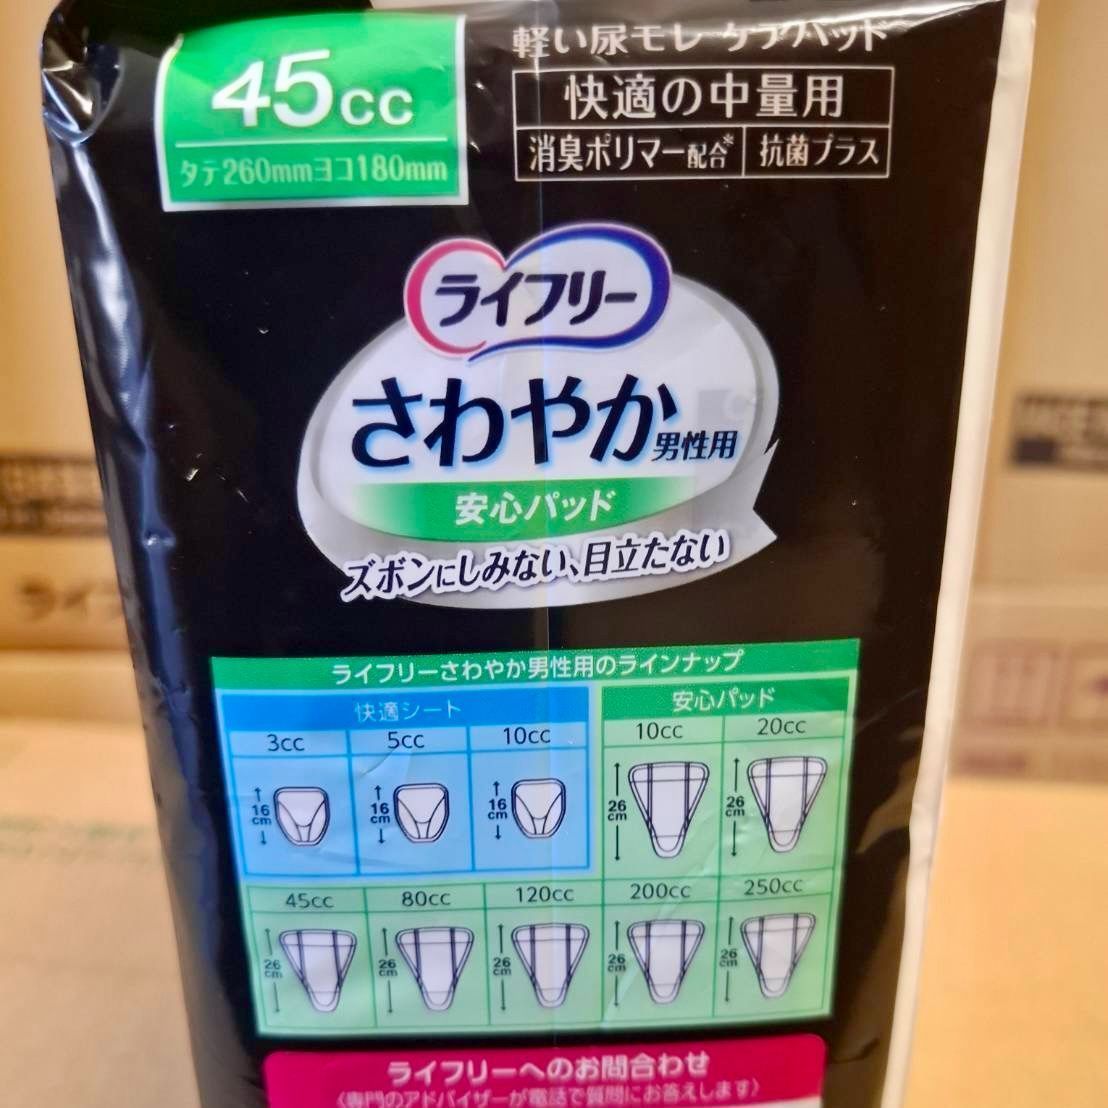 45cc
タテ260mmヨコ180mm
軽い尿モレ ケアパッド
快適の中量用
消臭ポリマー配合* 抗菌プラス
ライフリー
さわやか男性用
安心パッド
ズボンにしみない、目立たない
ライフリーさわやか男性用のラインナップ
快適シート
安心パッド
3cc 5cc 10cc 10cc 20cc
16cm 16cm 16cm 26cm 26cm
45cc 80cc 120cc 200cc 250cc
26cm 26cm 26cm 26cm 26cm
ライフリーへのお問合わせ
〈専門のアドバイザーが電話で質問にお答えします〉
ライフ